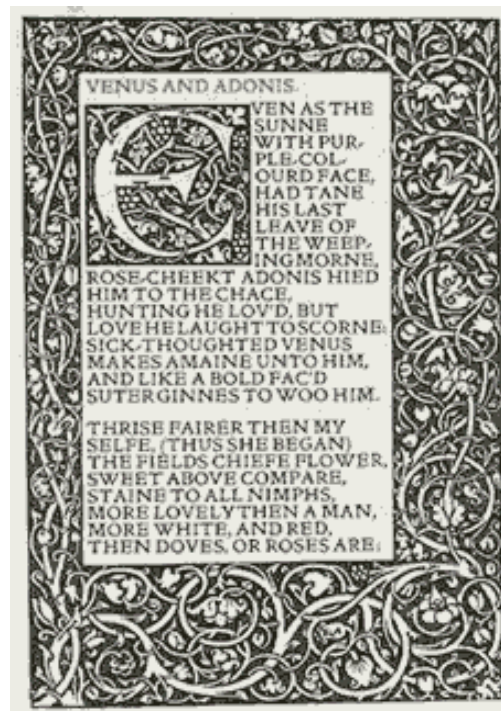 VENUS AND ADONIS.
EVEN AS THE
SUNNE
WITH PUR-
PLE-COL-
OURD FACE,
HAD TANE
HIS LAST
LEAVE OF
THE WEEP-
ING MORNE,
ROSE-CHEEKT ADONIS HIED
HIM TO THE CHACE,
HUNTING HE LOV'D, BUT
LOVE HE LAUGHT TO SCORNE:
SICK-THOUGHTED VENUS
MAKES AMAINE UNTO HIM,
AND LIKE A BOLD FAC'D
SUTER GINNES TO WOO HIM.
THRISE FAIRER THEN MY
SELFE, (THUS SHE BEGAN)
THE FIELDS CHIEFE FLOWER,
SWEET ABOVE COMPARE,
STAINE TO ALL NIMPHS,
MORE LOVELY THEN A MAN,
MORE WHITE, AND RED,
THEN DOVES, OR ROSES ARE: